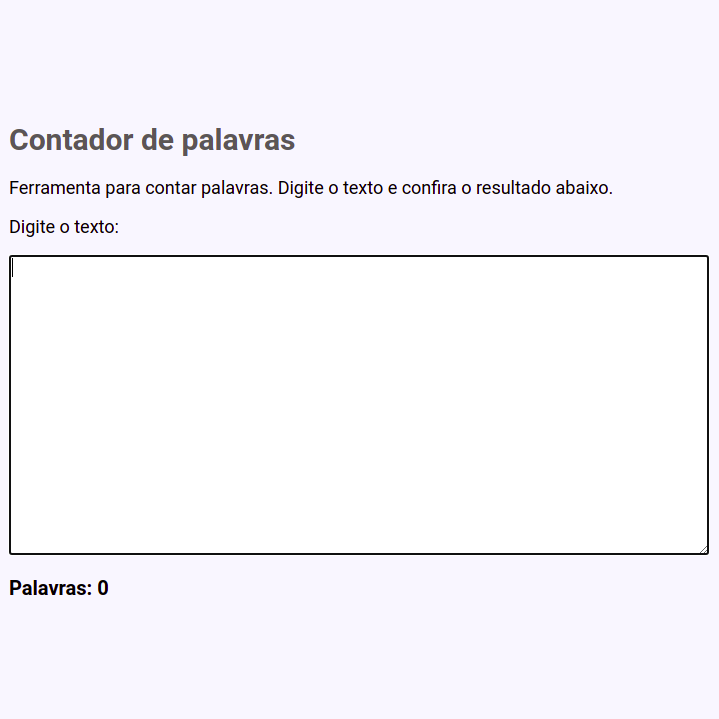 Contador de palavras
Ferramenta para contar palavras. Digite o texto e confira o resultado abaixo.
Digite o texto:
Palavras: 0